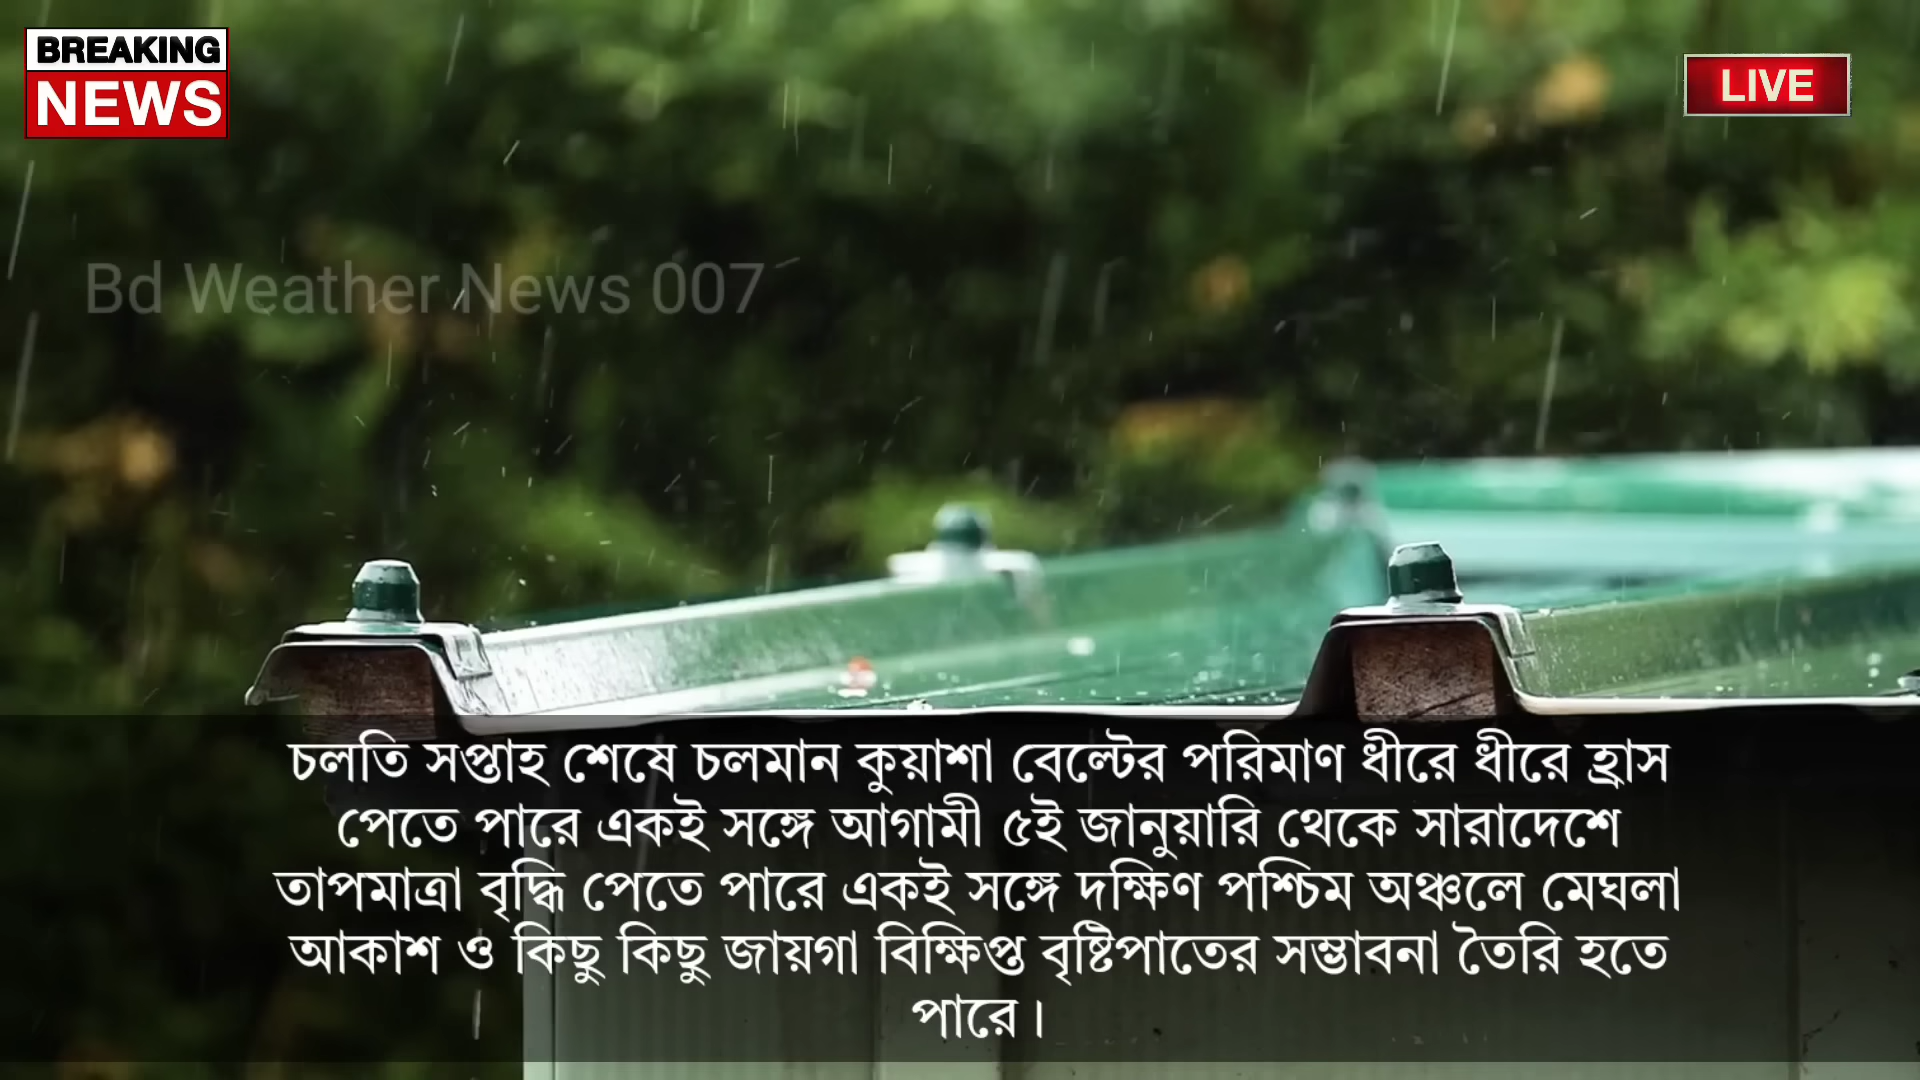 BREAKING
NEWS
LIVE
Bd Weather News 007
চলতি সপ্তাহ শেষে চলমান কুয়াশা বেল্টের পরিমাণ ধীরে ধীরে হ্রাস
পেতে পারে একই সঙ্গে আগামী ৫ই জানুয়ারি থেকে সারাদেশে
তাপমাত্রা বৃদ্ধি পেতে পারে একই সঙ্গে দক্ষিণ পশ্চিম অঞ্চলে মেঘলা
আকাশ ও কিছু কিছু জায়গা বিক্ষিপ্ত বৃষ্টিপাতের সম্ভাবনা তৈরি হতে
পারে।